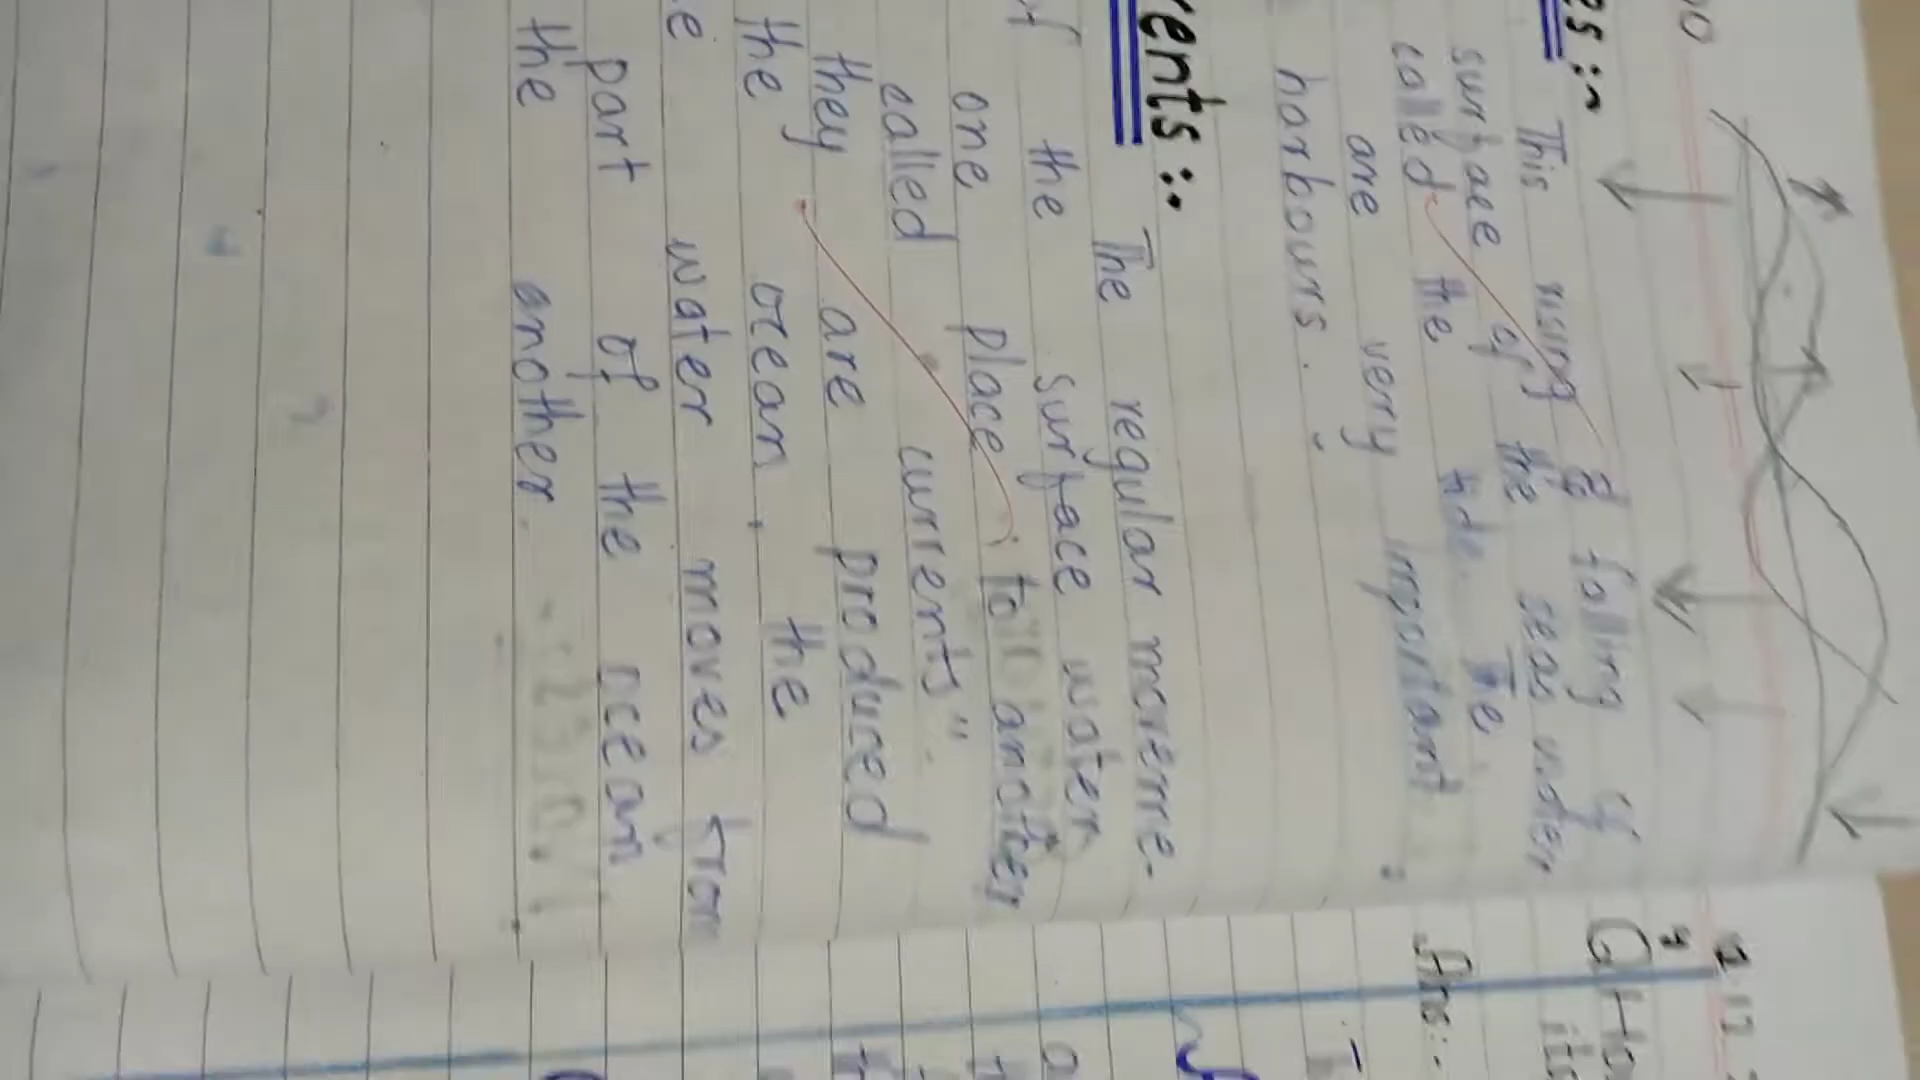 es :~
This rising & falling of
surface of the seas under
called the tide. The
are very important
harbours.
rents :.
The regular moveme-
of the surface water
one place to another
called currents".
they are produced
the ocean, the
e water moves from
part of the ocean
the another.
Ans:-